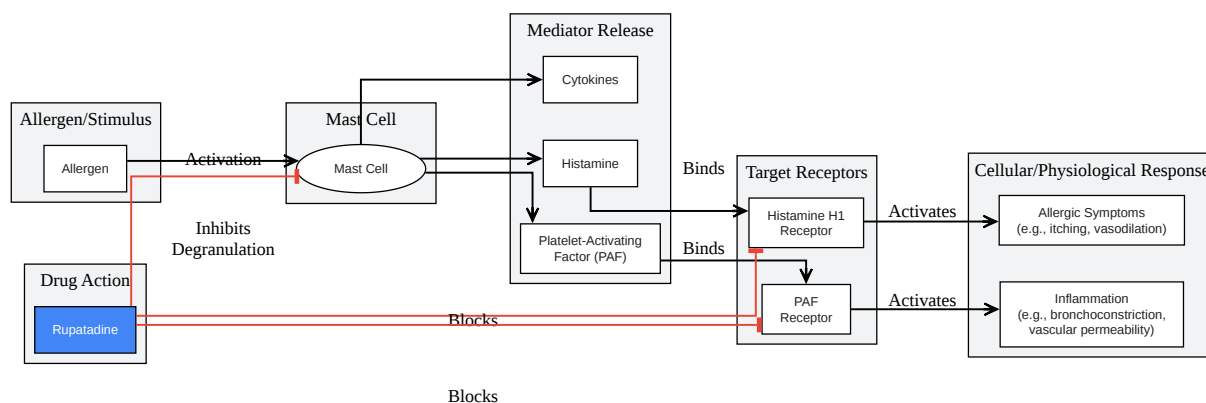 Mediator Release
Cytokines
Allergen/Stimulus
Mast Cell
Allergen
Activation
Mast Cell
Histamine
Binds
Target Receptors
Cellular/Physiological Response
Histamine H1
Receptor
Activates
Allergic Symptoms
(e.g., itching, vasodilation)
Inhibits
Degranulation
Platelet-Activating
Factor (PAF)
Binds
Drug Action
Rupatadine
Blocks
PAF
Receptor
Activates
Inflammation
(e.g., bronchoconstriction,
vascular permeability)
Blocks